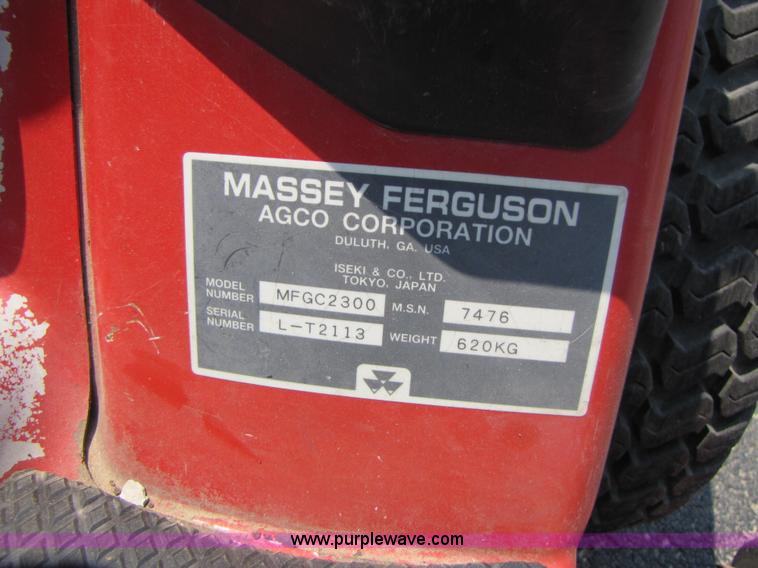 MASSEY FERGUSON
AGCO CORPORATION
DULUTH, GA. USA
ISEKI & CO., LTD.
TOKYO, JAPAN
MODEL NUMBER MFGC2300 M.S.N. 7476
SERIAL NUMBER L-T2113 WEIGHT 620KG
www.purplewave.com